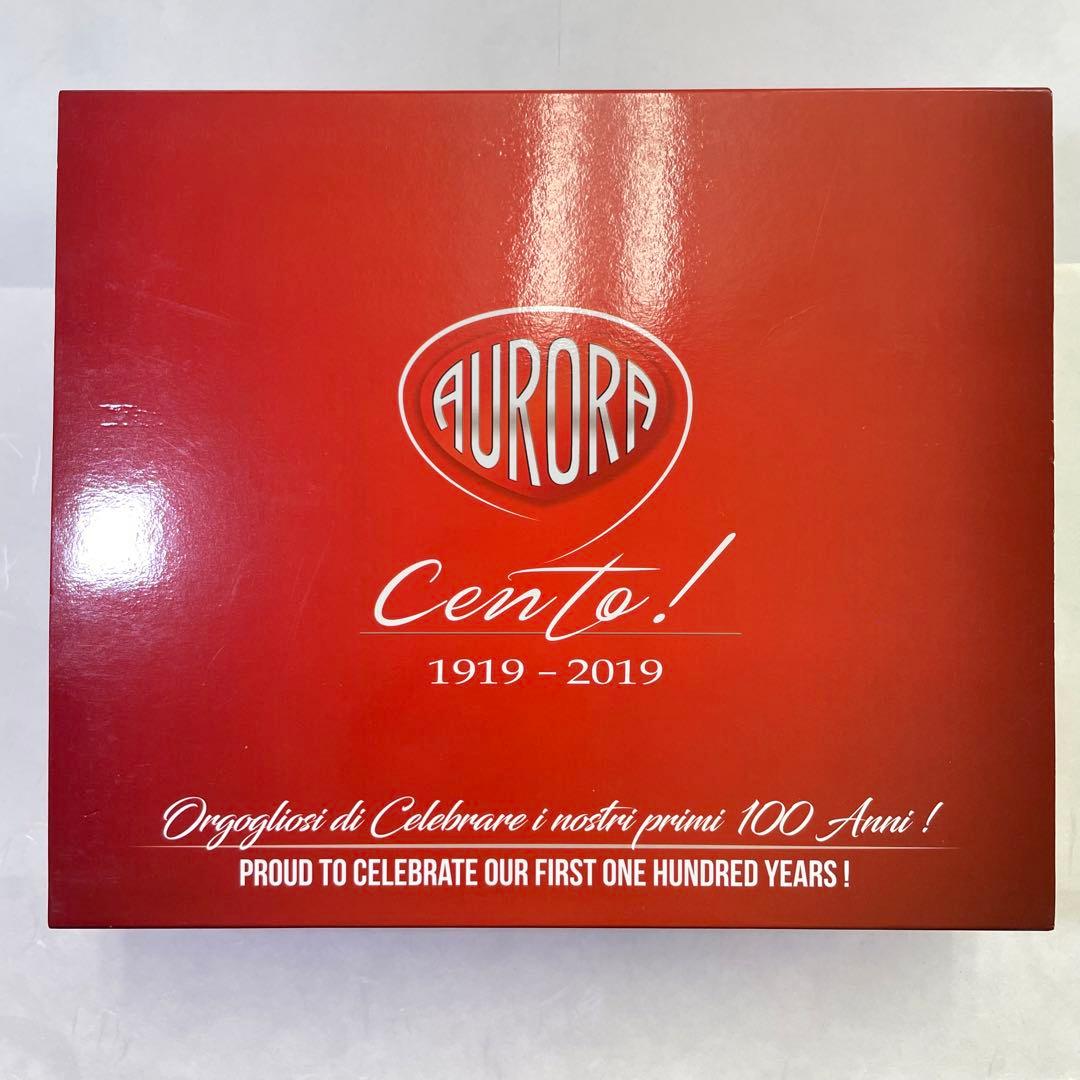 AURORA
Cento!
1919 – 2019
Orgogliosi di Celebrare i nostri primi 100 Anni !
PROUD TO CELEBRATE OUR FIRST ONE HUNDRED YEARS !